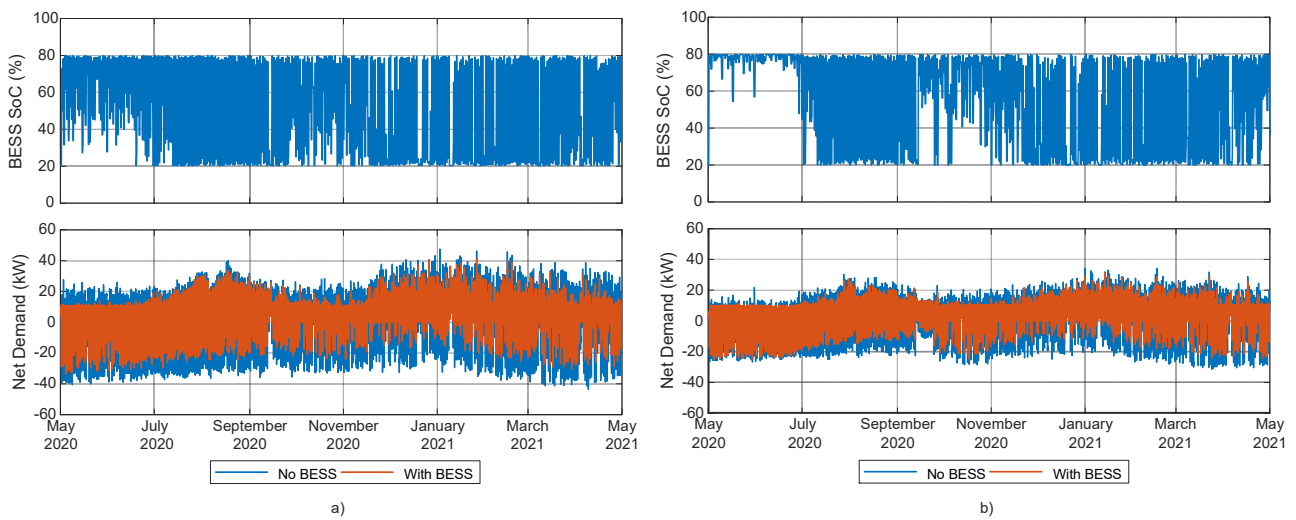 100
80
60
40
20
0
BESS SoC (%)
60
40
20
0
-20
-40
-60
Net Demand (kW)
May
2020
July
2020
September
2020
November
2020
January
2021
March
2021
May
2021
No BESS
With BESS
a)
100
80
60
40
20
0
BESS SoC (%)
60
40
20
0
-20
-40
-60
Net Demand (kW)
May
2020
July
2020
September
2020
November
2020
January
2021
March
2021
May
2021
No BESS
With BESS
b)